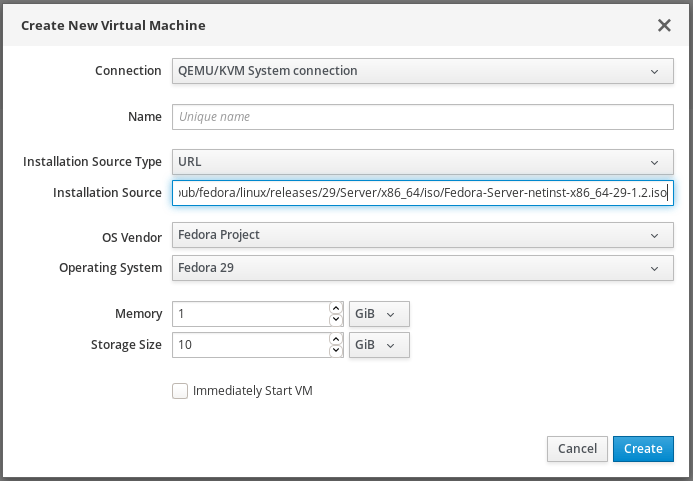 Create New Virtual Machine
Connection QEMU/KVM System connection
Name Unique name
Installation Source Type URL
Installation Source ub/fedora/linux/releases/29/Server/x86_64/iso/Fedora-Server-netinst-x86_64-29-1.2.iso
OS Vendor Fedora Project
Operating System Fedora 29
Memory 1 GiB
Storage Size 10 GiB
Immediately Start VM
Cancel Create